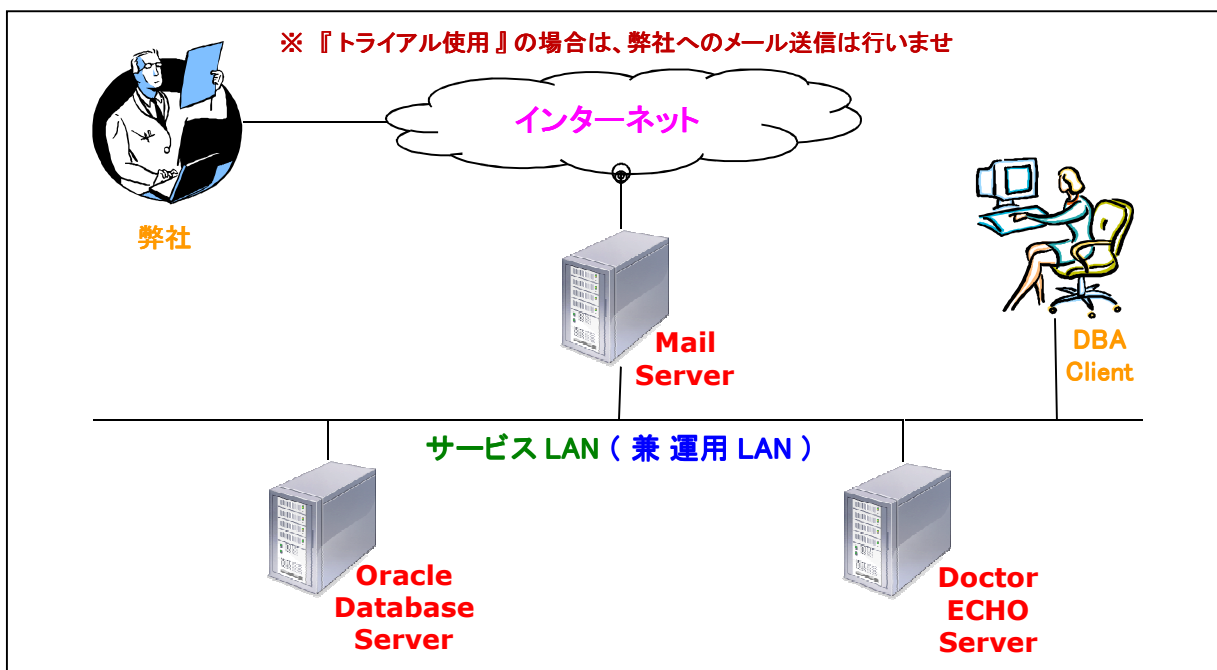 ※ 『 トライアル使用 』 の場合は、弊社へのメール送信は行いませ
インターネット
弊社
Mail
Server
DBA
Client
サービス LAN （ 兼 運用 LAN ）
Oracle
Database
Server
Doctor
ECHO
Server